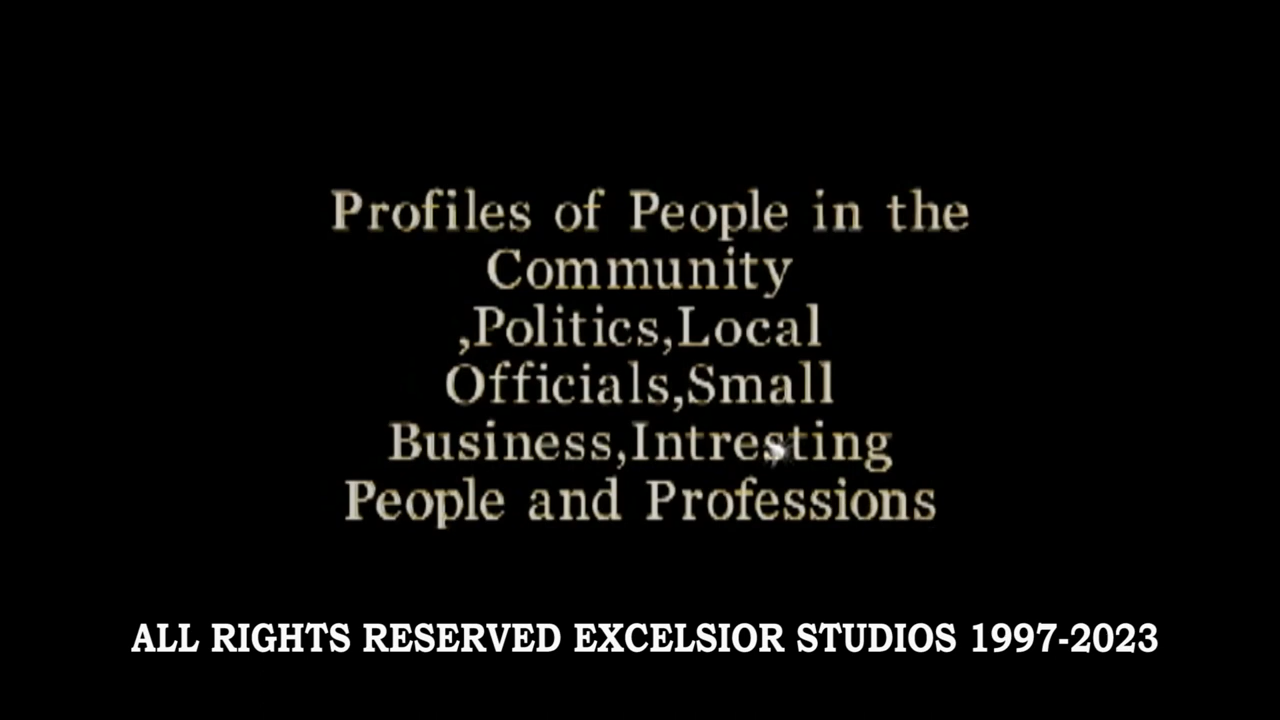 Profiles of People in the
Community
,Politics,Local
Officials,Small
Business,Intresting
People and Professions
ALL RIGHTS RESERVED EXCELSIOR STUDIOS 1997-2023